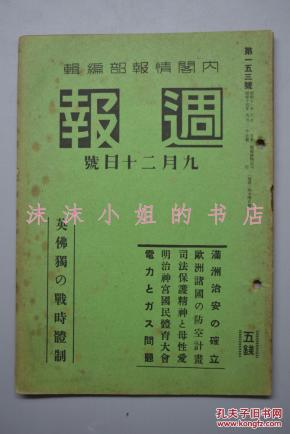 內閣情報部編輯
週報
九月二十日號
第一五三號
滿洲治安の確立
歐洲諸國の防空計畫
司法保護精神と母性愛
明治神宮國民體育大會
電力とガス問題
英佛獨の戰時體制
五錢
沫沫小姐的书店
孔夫子旧书网